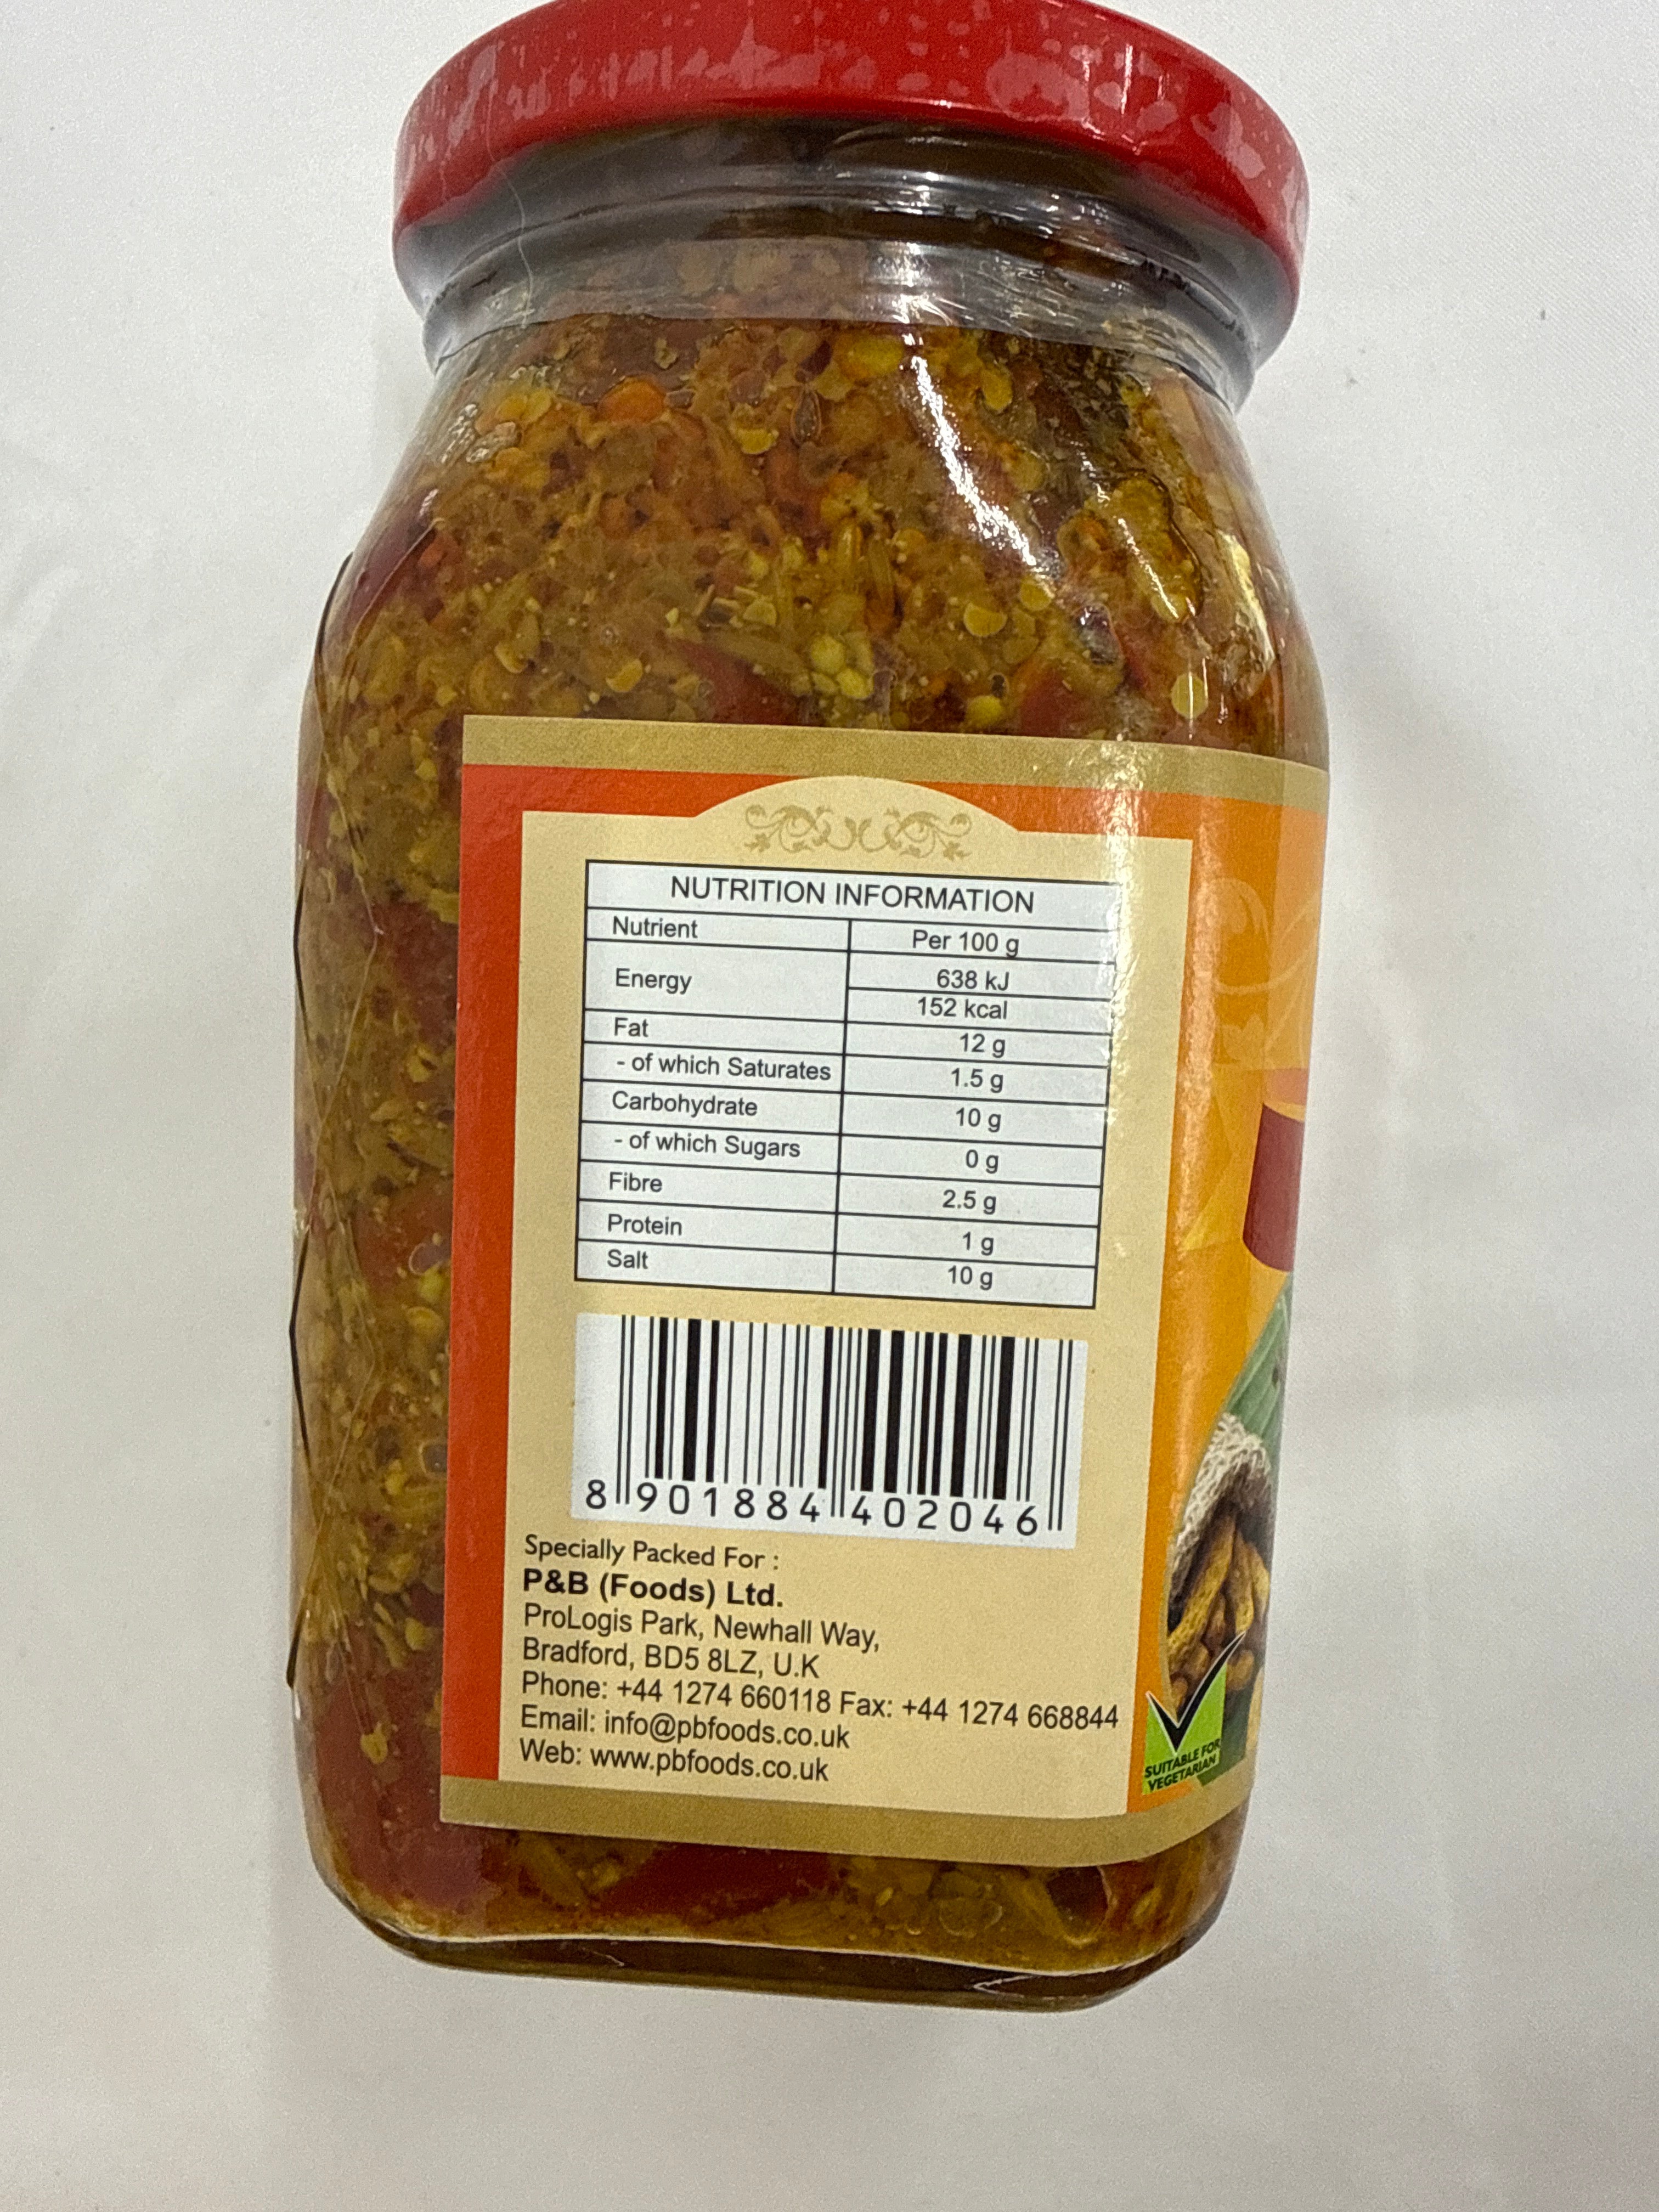 NUTRITION INFORMATION
Nutrient Per 100 g
Energy 638 kJ
152 kcal
Fat 12 g
- of which Saturates 1.5 g
Carbohydrate 10 g
- of which Sugars 0 g
Fibre 2.5 g
Protein 1 g
Salt 10 g
8 901884 402046
Specially Packed For :
P&B (Foods) Ltd.
ProLogis Park, Newhall Way,
Bradford, BD5 8LZ, U.K
Phone: +44 1274 660118 Fax: +44 1274 668844
Email: info@pbfoods.co.uk
Web: www.pbfoods.co.uk
SUITABLE FOR
VEGETARIAN